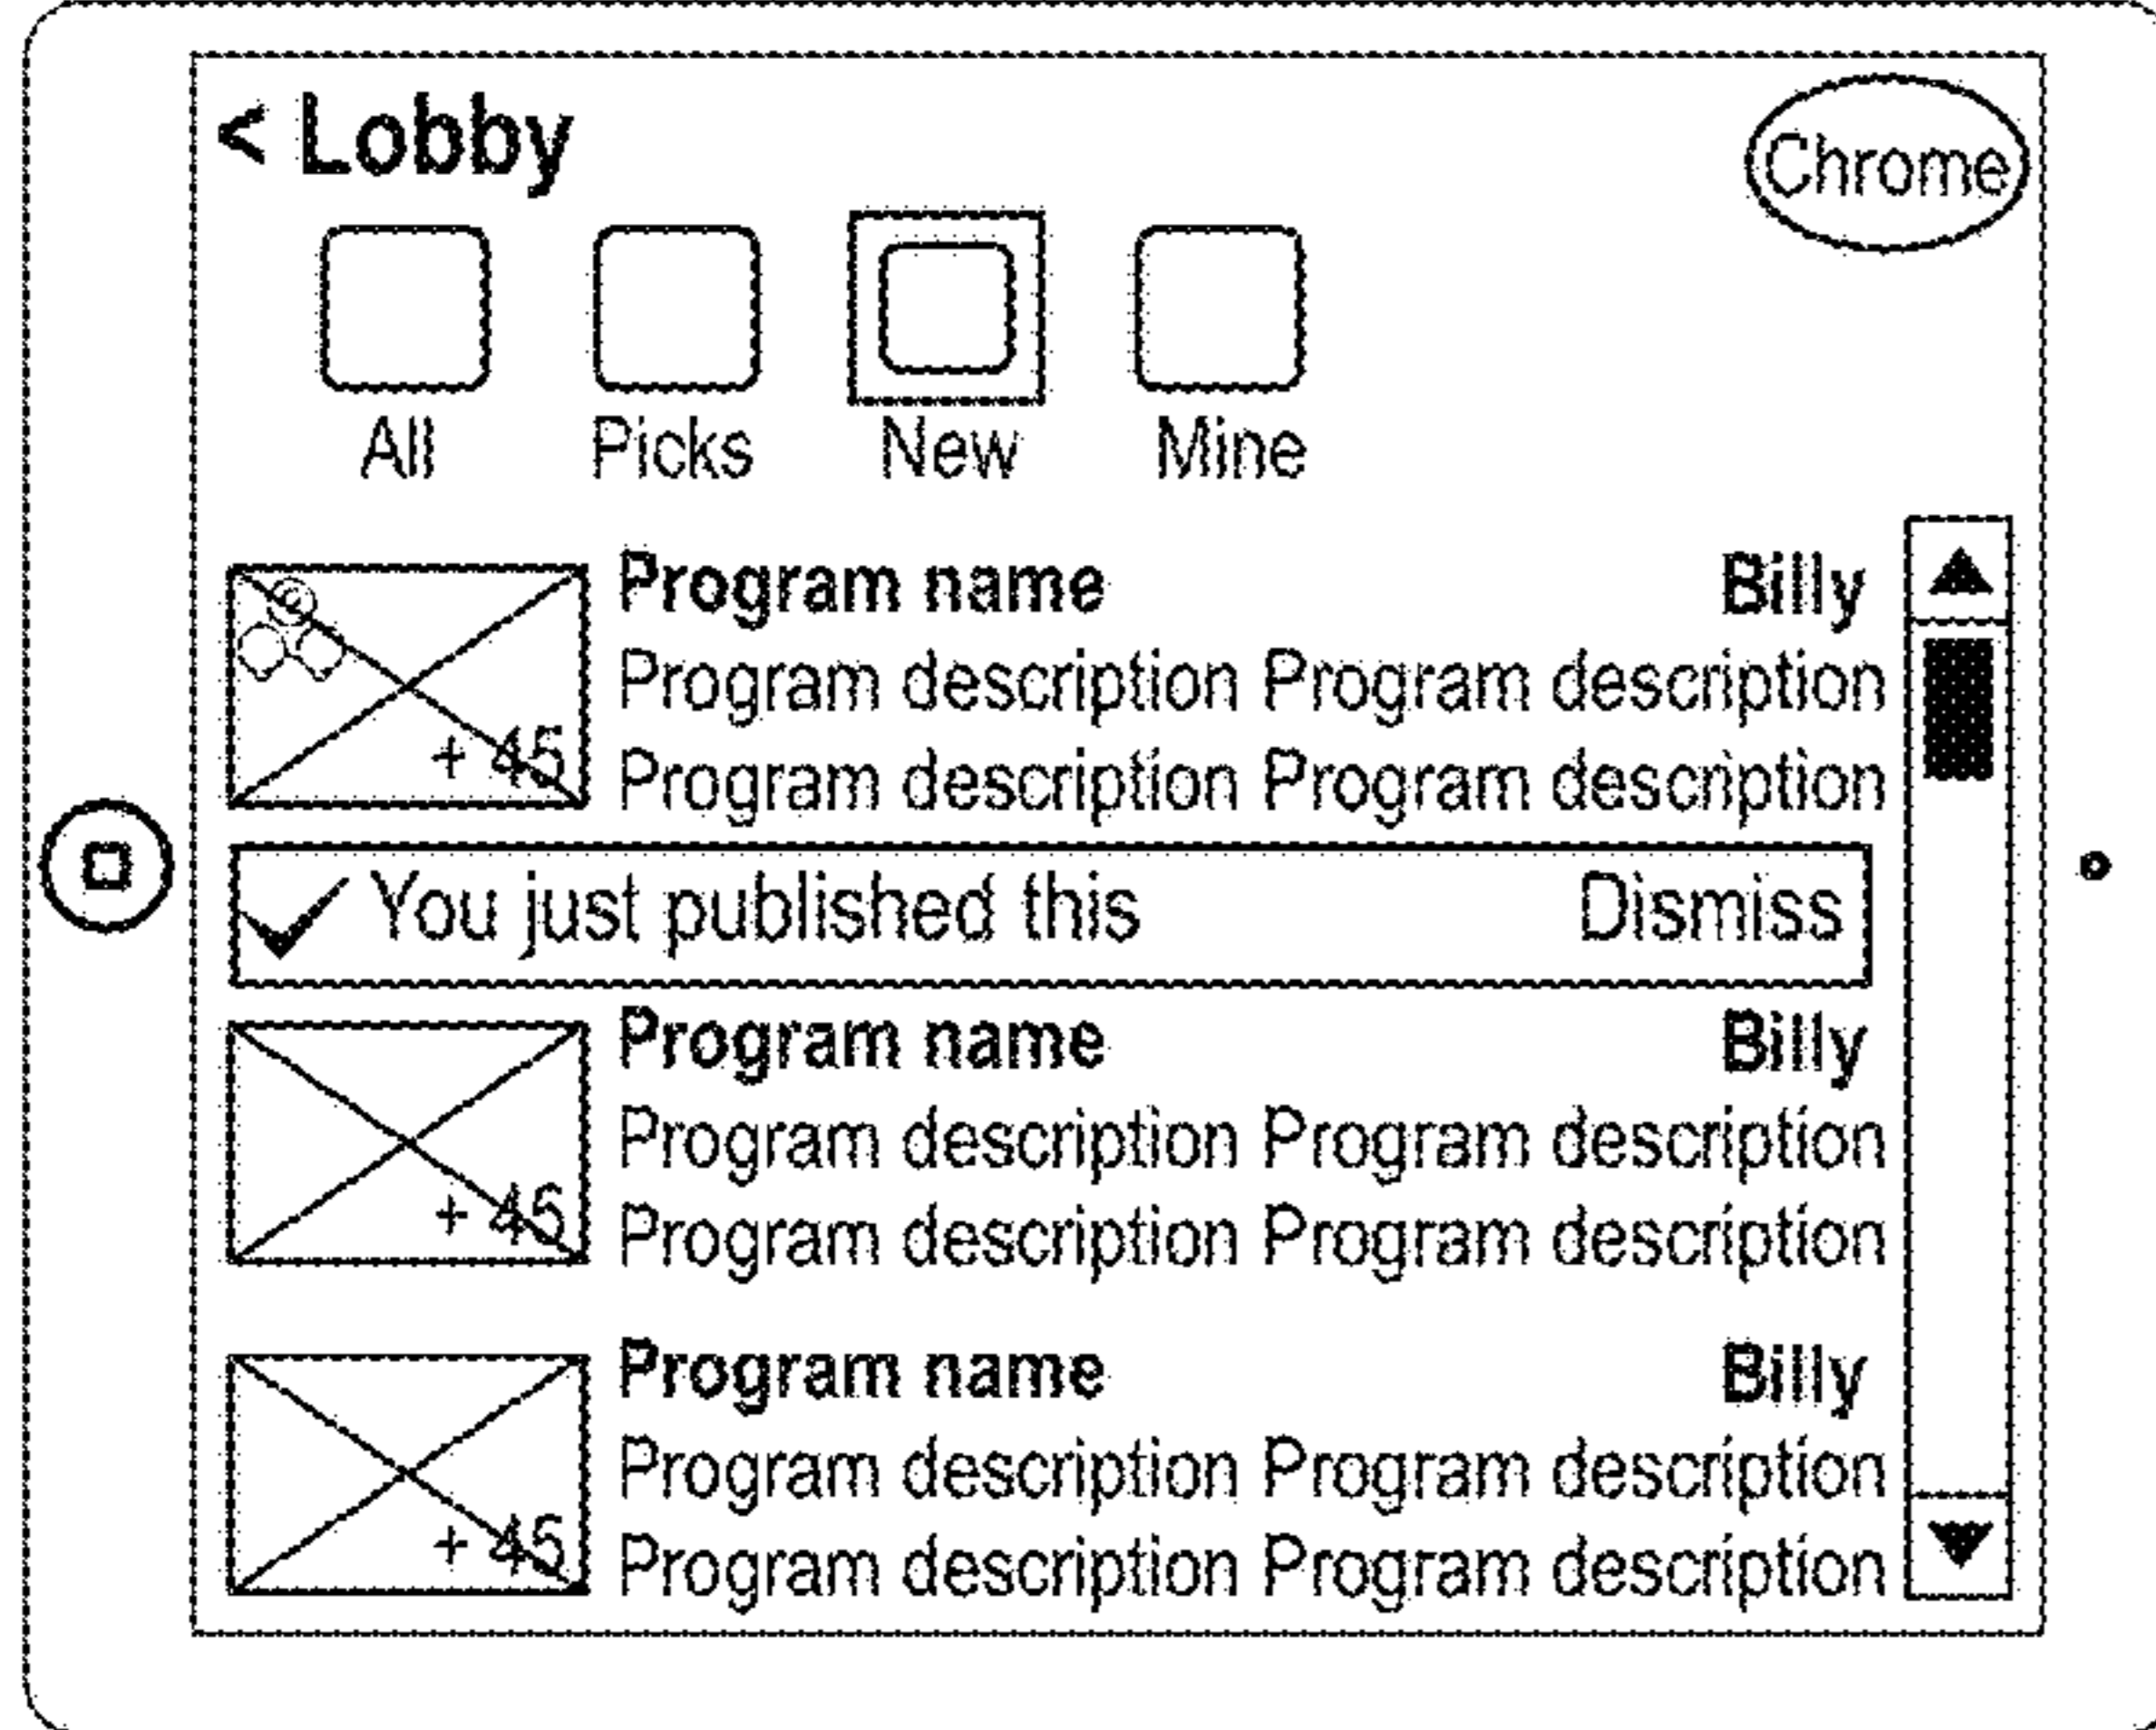 < Lobby
Chrome
All Picks New Mine
Program name Billy
Program description Program description
+ 45 Program description Program description
You just published this Dismiss
Program name Billy
Program description Program description
+ 45 Program description Program description
Program name Billy
Program description Program description
+ 45 Program description Program description